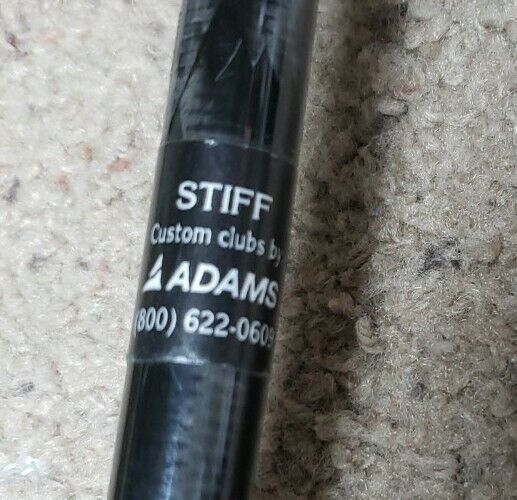 STIFF
Custom clubs by
ADAMS
(800) 622-0609